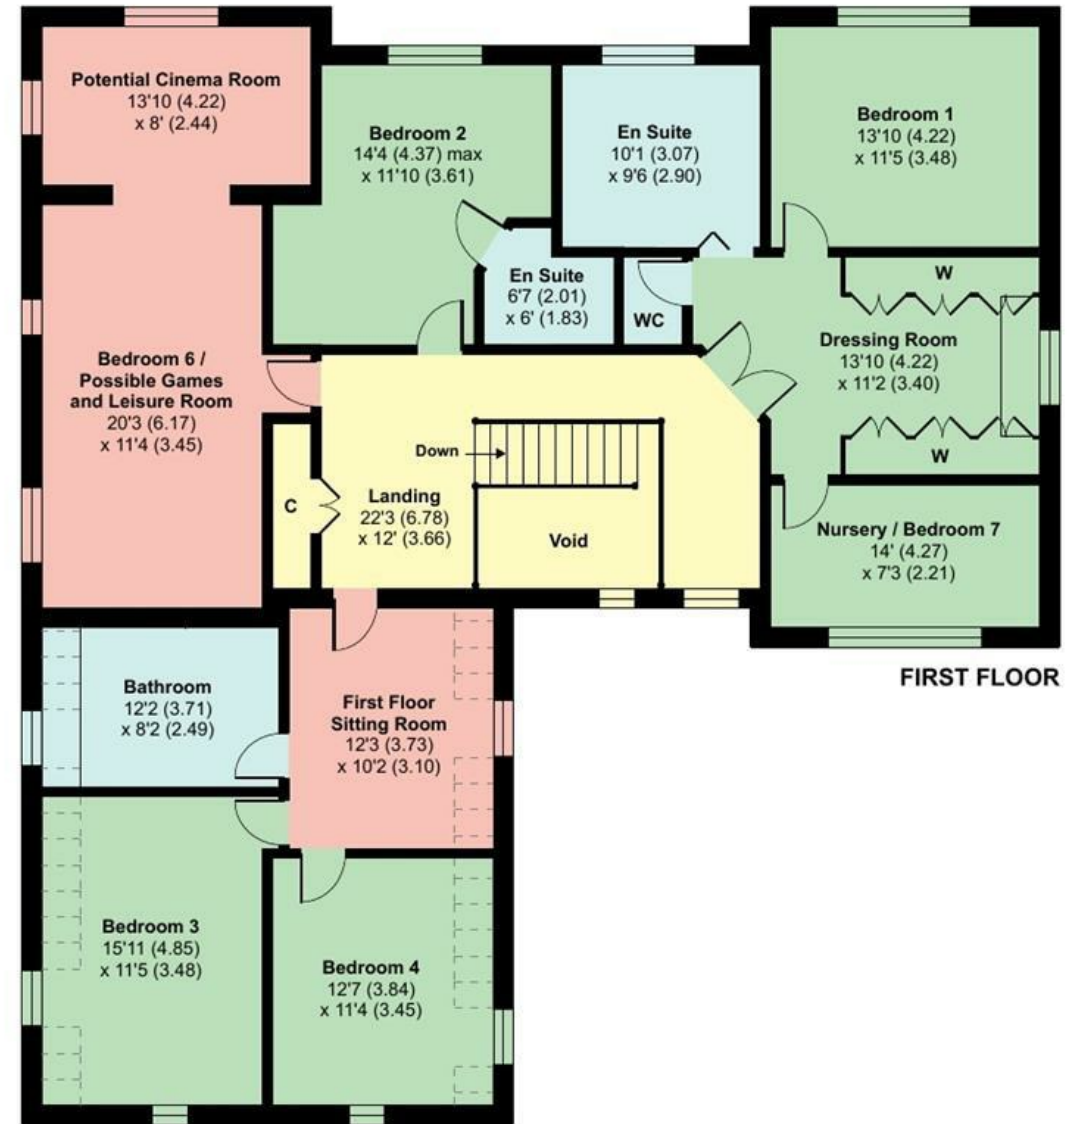 Potential Cinema Room
13'10 (4.22)
x 8' (2.44)
Bedroom 2
14'4 (4.37) max
x 11'10 (3.61)
En Suite
10'1 (3.07)
x 9'6 (2.90)
Bedroom 1
13'10 (4.22)
x 11'5 (3.48)
En Suite
6'7 (2.01)
x 6' (1.83)
WC
W
Dressing Room
13'10 (4.22)
x 11'2 (3.40)
W
Bedroom 6 /
Possible Games
and Leisure Room
20'3 (6.17)
x 11'4 (3.45)
Down
C
Landing
22'3 (6.78)
x 12' (3.66)
Void
Nursery / Bedroom 7
14' (4.27)
x 7'3 (2.21)
FIRST FLOOR
Bathroom
12'2 (3.71)
x 8'2 (2.49)
First Floor
Sitting Room
12'3 (3.73)
x 10'2 (3.10)
Bedroom 3
15'11 (4.85)
x 11'5 (3.48)
Bedroom 4
12'7 (3.84)
x 11'4 (3.45)